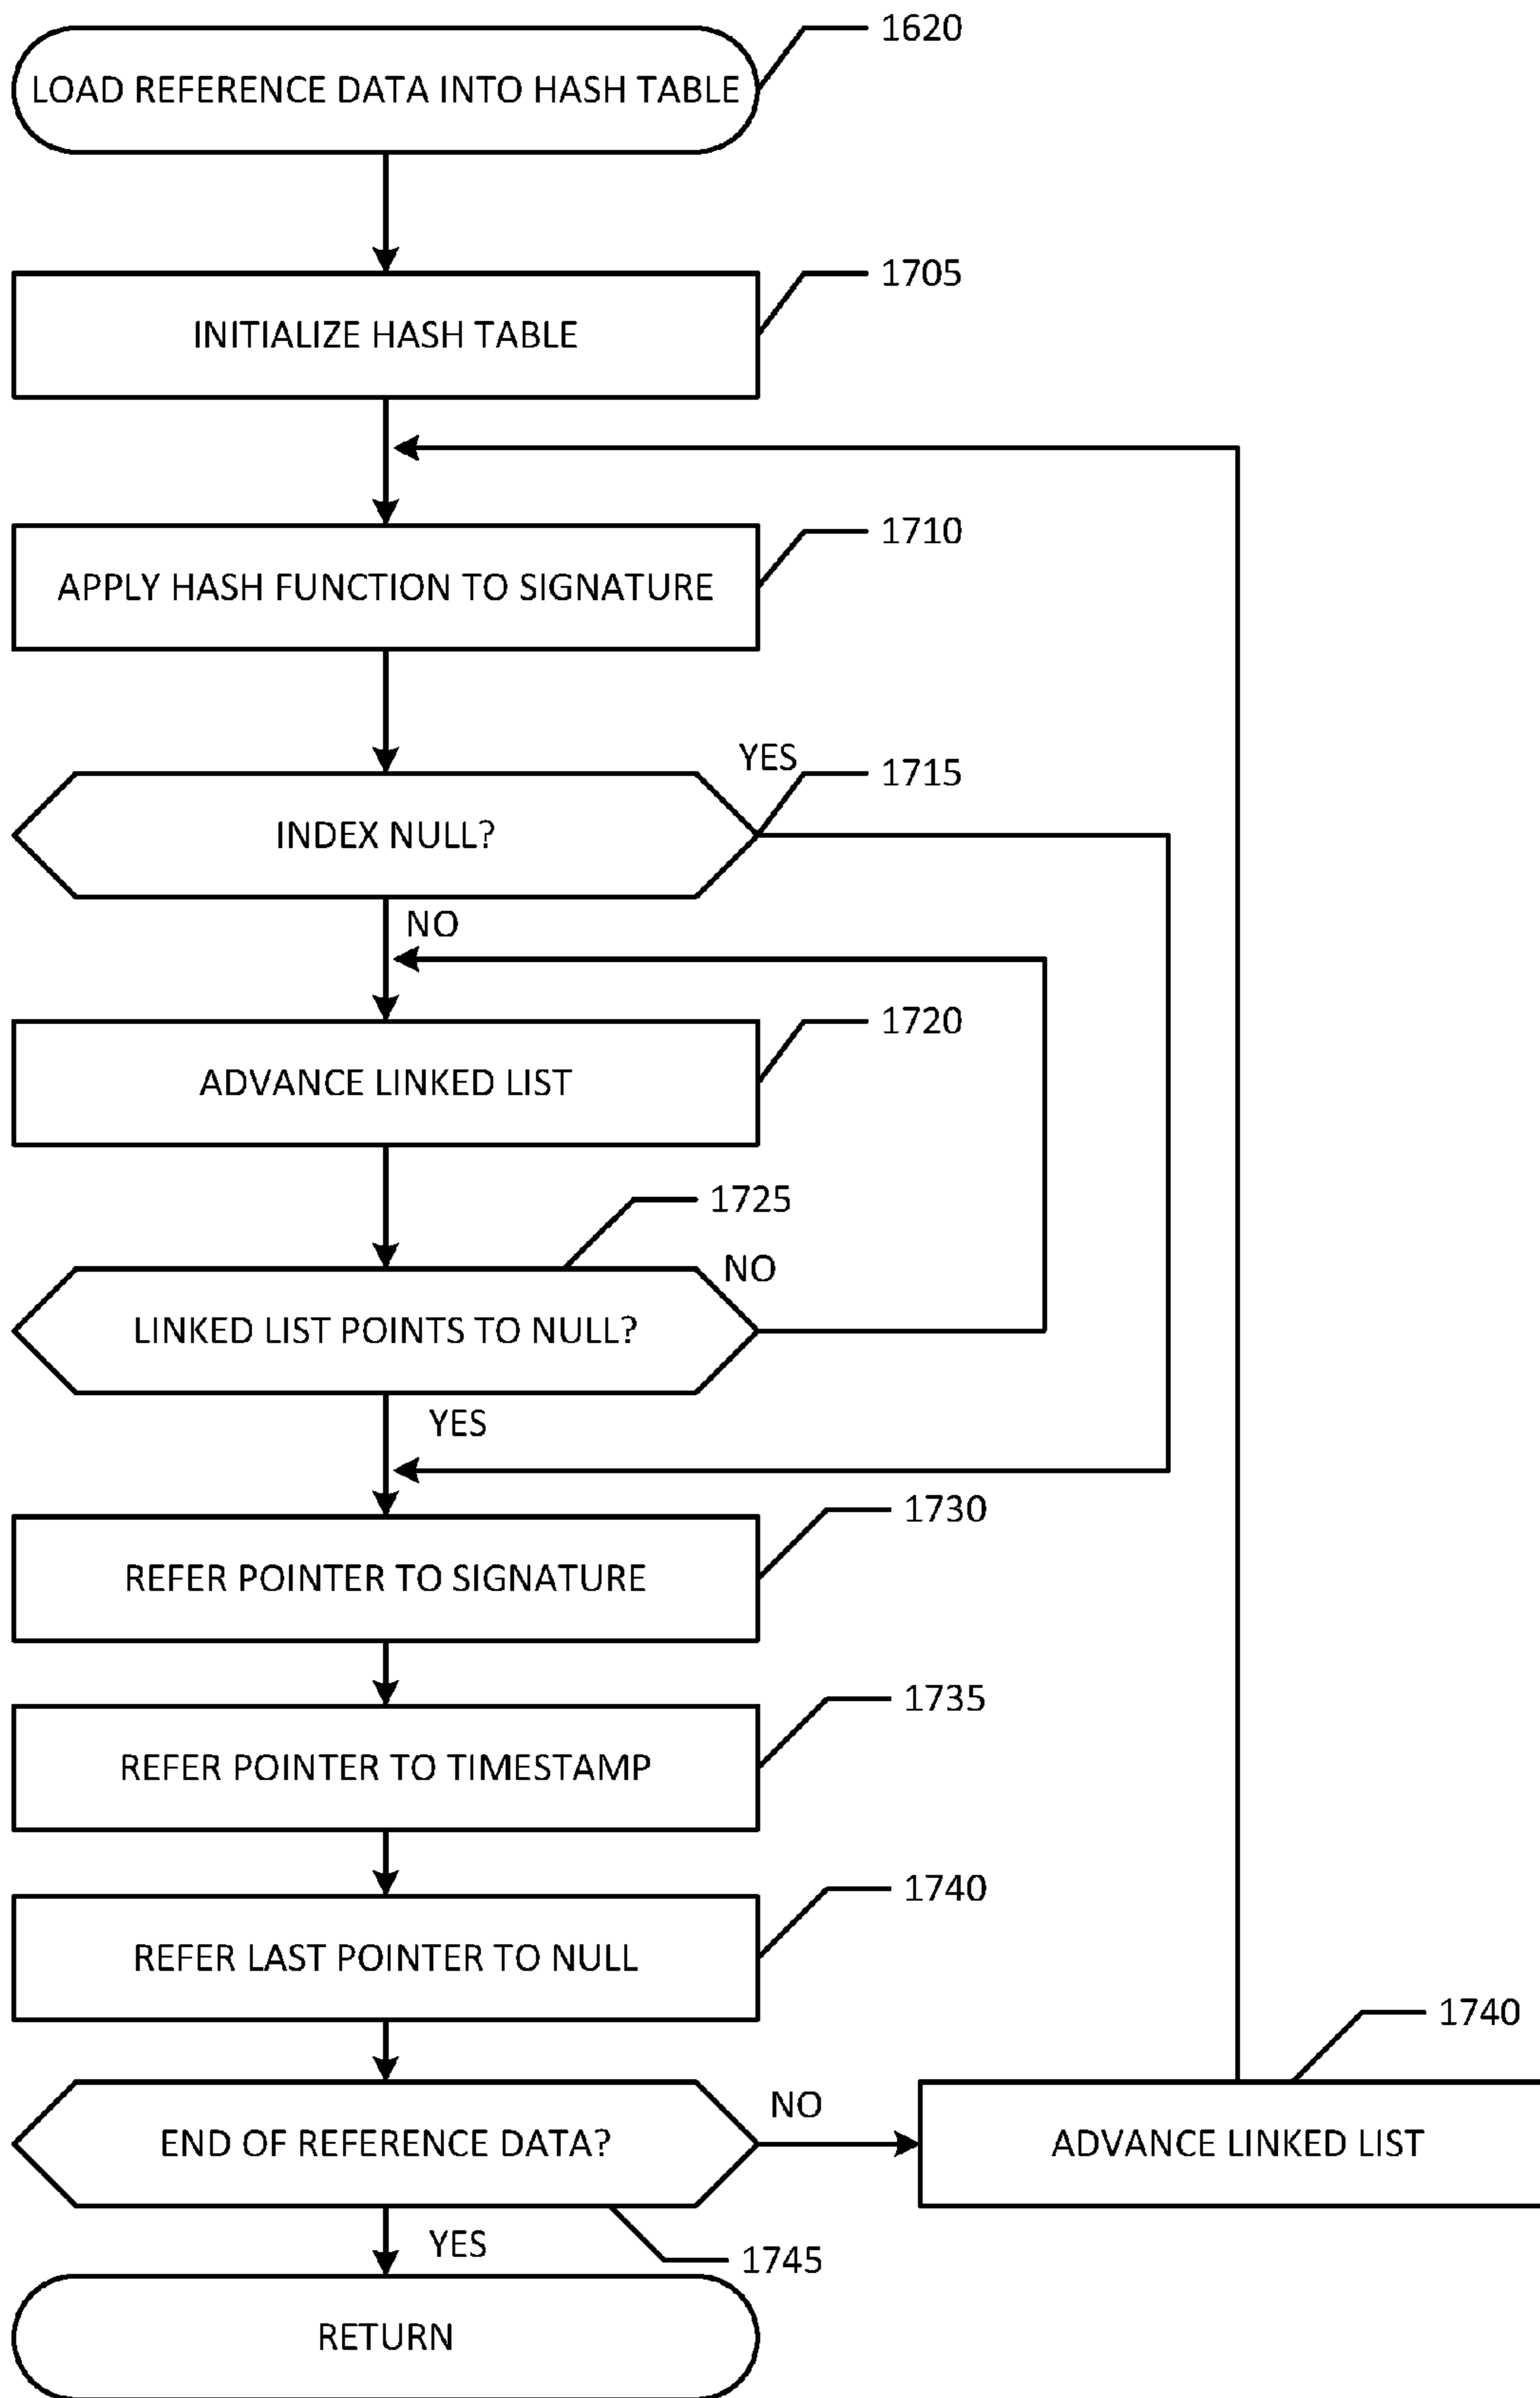 1620
LOAD REFERENCE DATA INTO HASH TABLE
1705
INITIALIZE HASH TABLE
1710
APPLY HASH FUNCTION TO SIGNATURE
YES
1715
INDEX NULL?
NO
1720
ADVANCE LINKED LIST
1725
NO
LINKED LIST POINTS TO NULL?
YES
1730
REFER POINTER TO SIGNATURE
1735
REFER POINTER TO TIMESTAMP
1740
REFER LAST POINTER TO NULL
1740
NO
END OF REFERENCE DATA?
ADVANCE LINKED LIST
YES
1745
RETURN